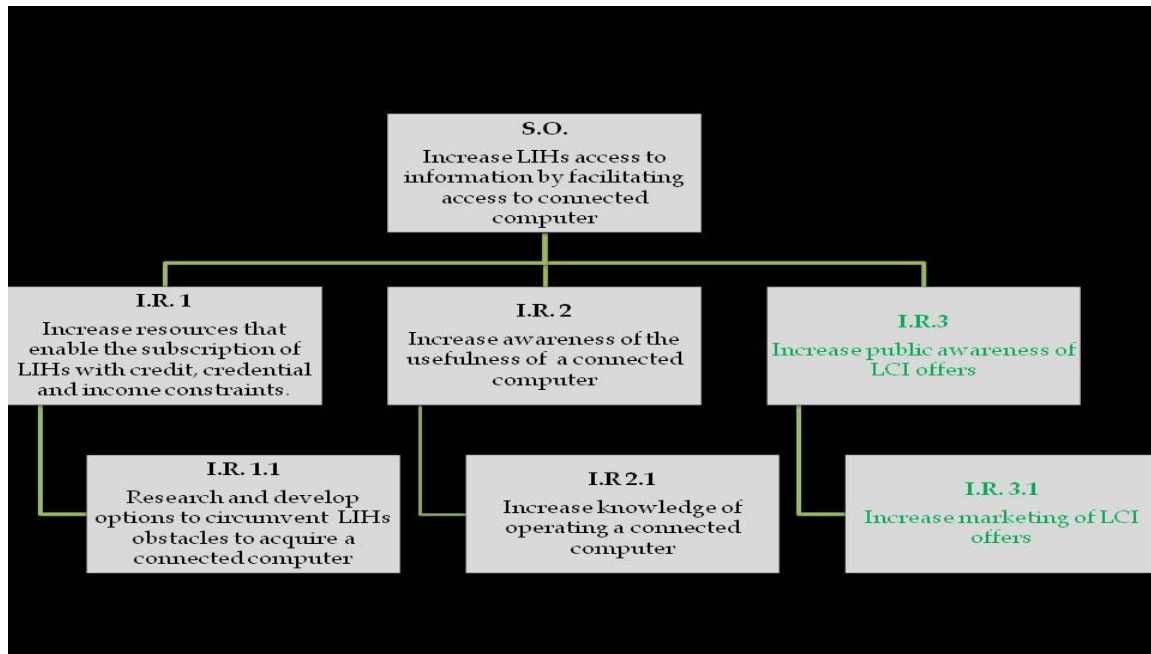 S.O.
Increase LIHs access to
information by facilitating
access to connected
computer
I.R. 1
Increase resources that
enable the subscription of
LIHs with credit, credential
and income constraints.
I.R. 2
Increase awareness of the
usefulness of a connected
computer
I.R.3
Increase public awareness of
LCI offers
I.R. 1.1
Research and develop
options to circumvent LIHs
obstacles to acquire a
connected computer
I.R 2.1
Increase knowledge of
operating a connected
computer
I.R. 3.1
Increase marketing of LCI
offers